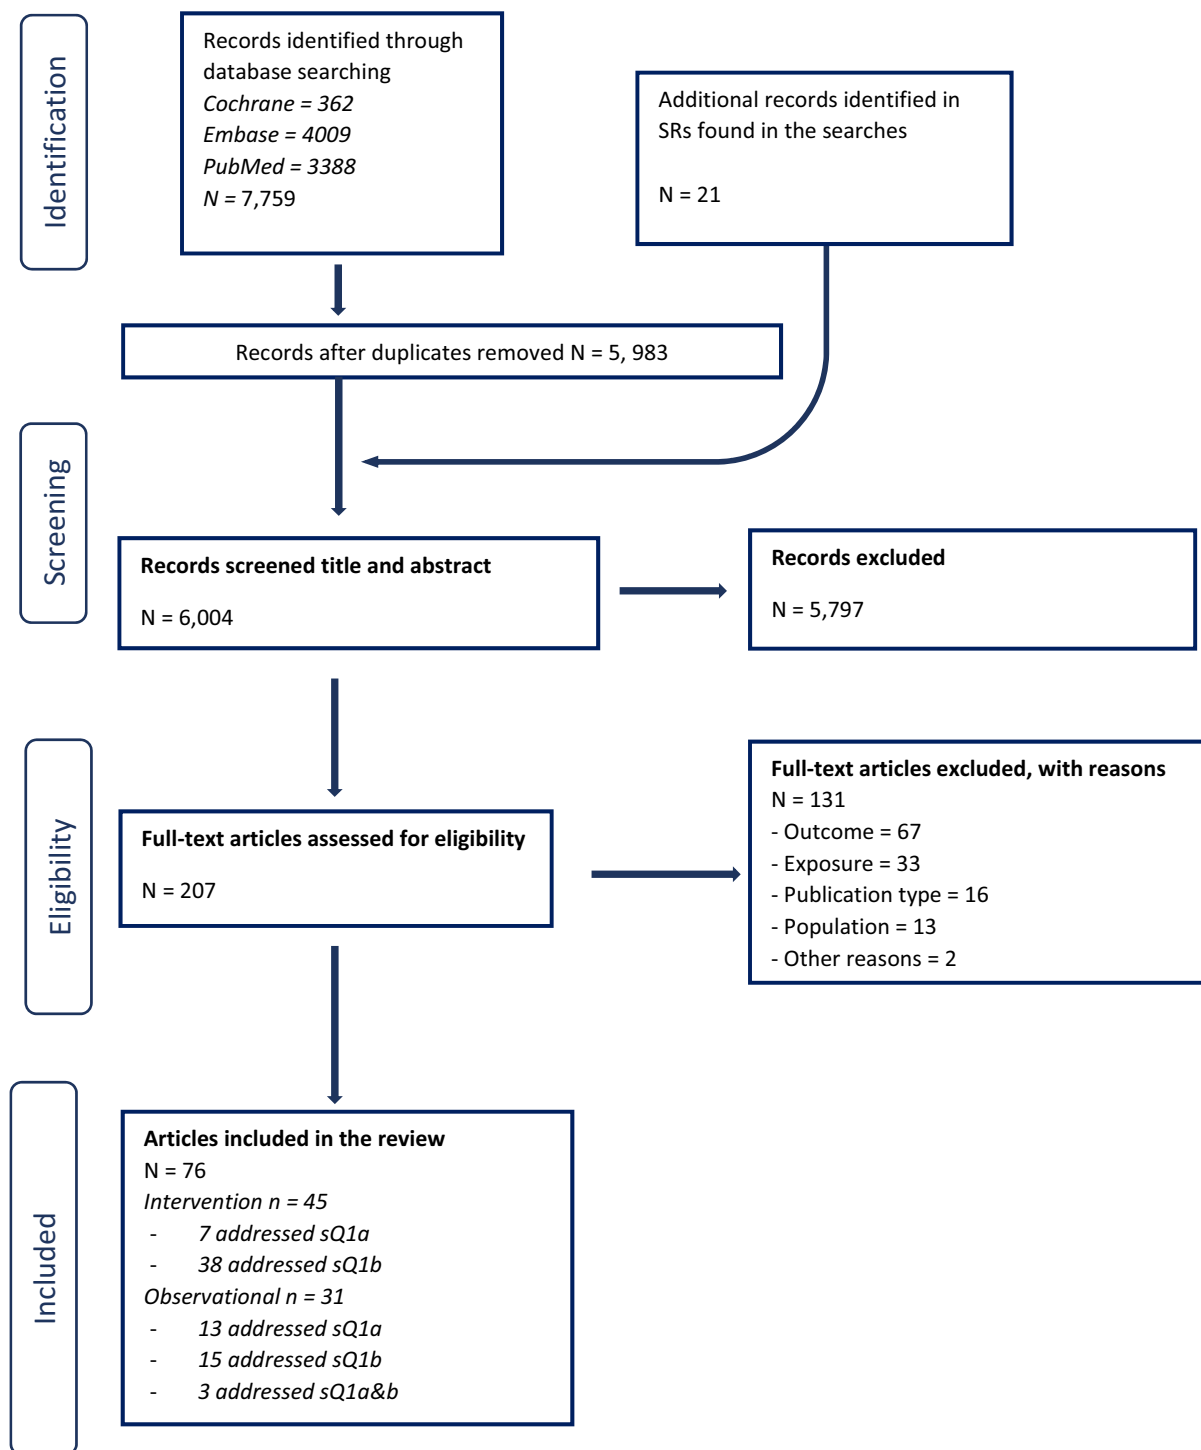 Identification
Records identified through
database searching
Cochrane = 362
Embase = 4009
PubMed = 3388
N = 7,759
Additional records identified in
SRs found in the searches
N = 21
Records after duplicates removed N = 5, 983
Screening
Records screened title and abstract
N = 6,004
Records excluded
N = 5,797
Eligibility
Full-text articles assessed for eligibility
N = 207
Full-text articles excluded, with reasons
N = 131
- Outcome = 67
- Exposure = 33
- Publication type = 16
- Population = 13
- Other reasons = 2
Included
Articles included in the review
N = 76
Intervention n = 45
- 7 addressed sQ1a
- 38 addressed sQ1b
Observational n = 31
- 13 addressed sQ1a
- 15 addressed sQ1b
- 3 addressed sQ1a&b